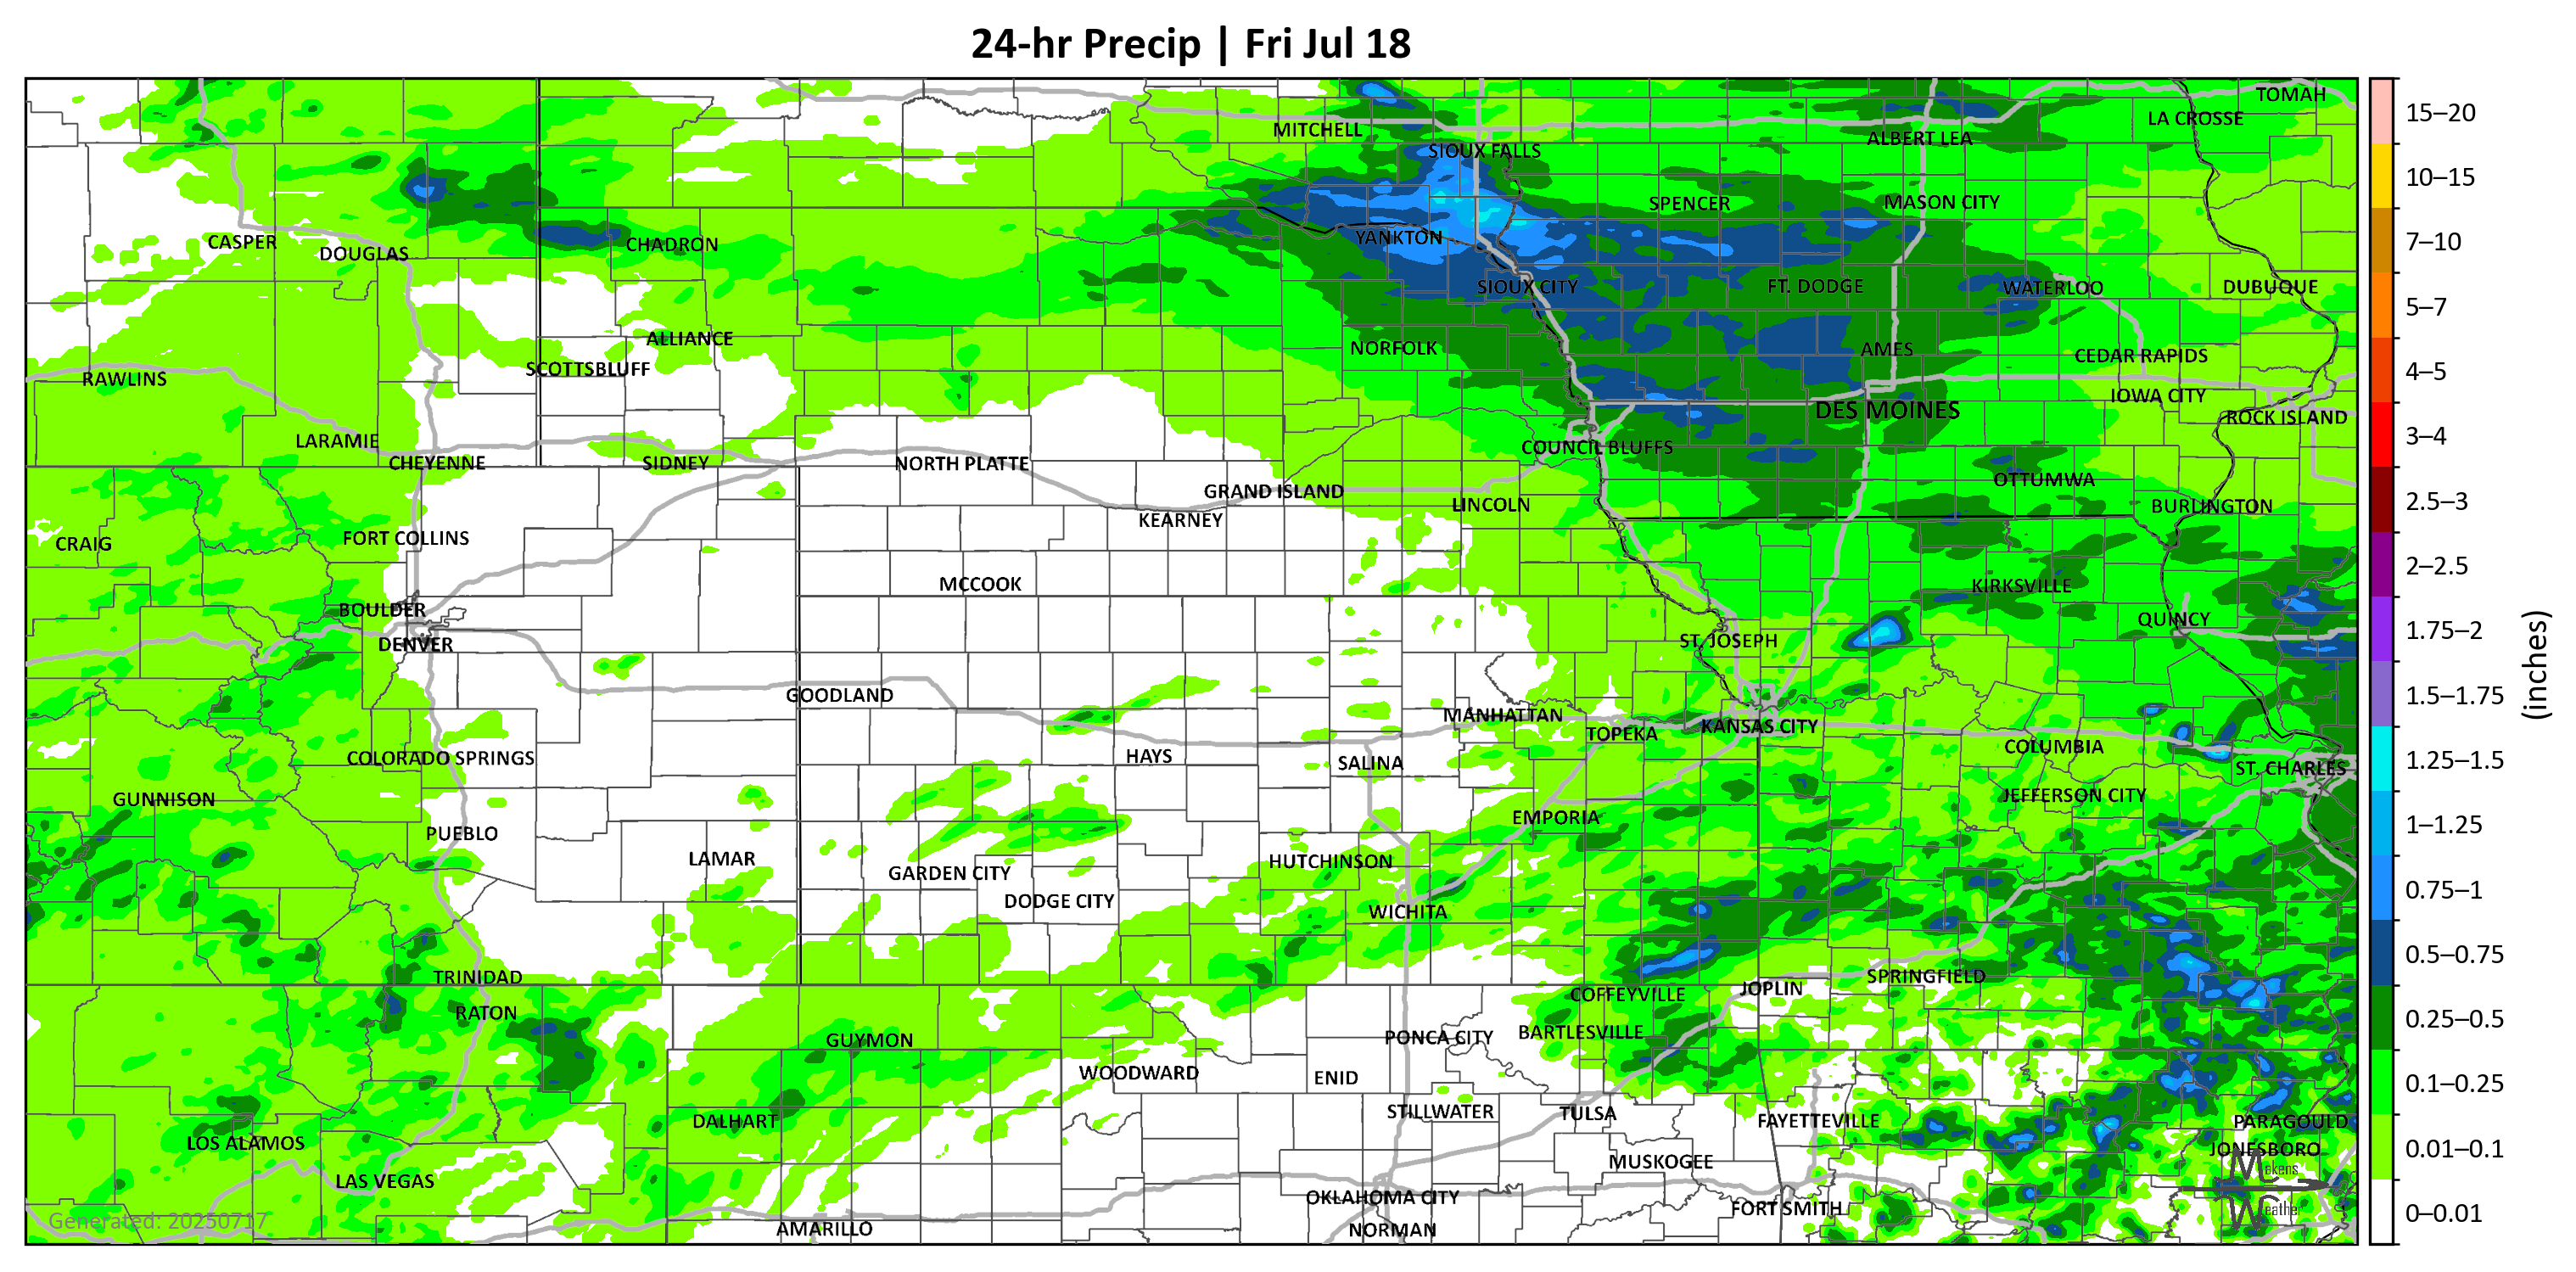 24-hr Precip | Fri Jul 18
TOMAH
LA CROSSE
MITCHELL
ALBERT LEA
SIOUX FALLS
SPENCER
MASON CITY
CASPER
DOUGLAS
CHADRON
YANKTON
SIOUX CITY
FT. DODGE
WATERLOO
DUBUQUE
ALLIANCE
NORFOLK
AMES
CEDAR RAPIDS
SCOTTSBLUFF
RAWLINS
IOWA CITY
DES MOINES
ROCK ISLAND
LARAMIE
COUNCIL BLUFFS
CHEYENNE
SIDNEY
NORTH PLATTE
OTTUMWA
GRAND ISLAND
LINCOLN
BURLINGTON
KEARNEY
FORT COLLINS
CRAIG
MCCOOK
KIRKSVILLE
BOULDER
QUINCY
DENVER
ST. JOSEPH
GOODLAND
MANHATTAN
KANSAS CITY
TOPEKA
COLUMBIA
COLORADO SPRINGS
HAYS
SALINA
ST. CHARLES
GUNNISON
JEFFERSON CITY
EMPORIA
PUEBLO
LAMAR
HUTCHINSON
GARDEN CITY
DODGE CITY
WICHITA
TRINIDAD
SPRINGFIELD
JOPLIN
COFFEYVILLE
RATON
BARTLESVILLE
PONCA CITY
GUYMON
WOODWARD
ENID
STILLWATER
TULSA
DALHART
FAYETTEVILLE
PARAGOULD
LOS ALAMOS
JONESBORO
MUSKOGEE
LAS VEGAS
OKLAHOMA CITY
FORT SMITH
AMARILLO
NORMAN
Generated: 20250717
Makens
Weather
15–20
10–15
7–10
5–7
4–5
3–4
2.5–3
2–2.5
1.75–2
1.5–1.75
1.25–1.5
1–1.25
0.75–1
0.5–0.75
0.25–0.5
0.1–0.25
0.01–0.1
0–0.01
(inches)